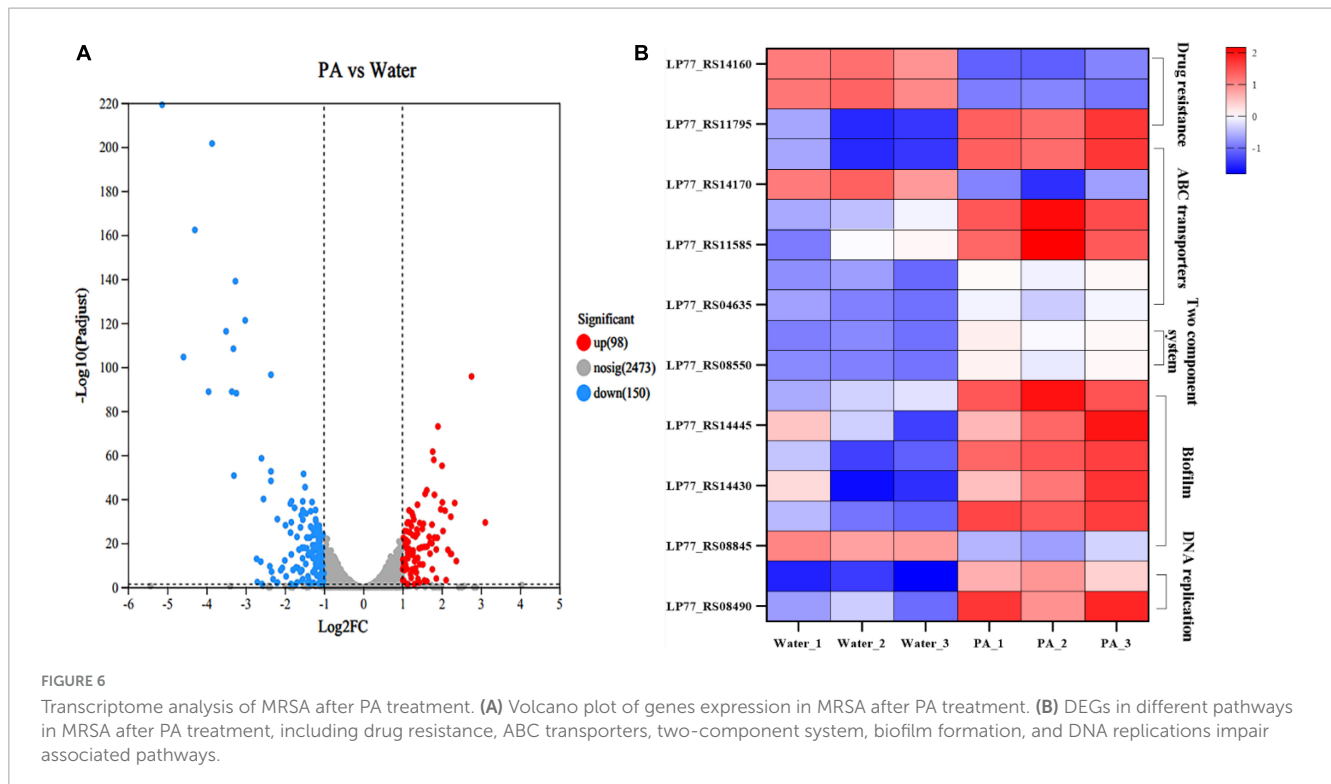 A
PA vs Water
220
200
180
160
140
120
100
80
60
40
20
0
-Log10(Padjust)
-6
-5
-4
-3
-2
-1
0
1
2
3
4
5
Log2FC
Significant
up(98)
nosig(2473)
down(150)
B
LP77_RS14160
LP77_RS11795
LP77_RS14170
LP77_RS11585
LP77_RS04635
LP77_RS08550
LP77_RS14445
LP77_RS14430
LP77_RS08845
LP77_RS08490
Water_1
Water_2
Water_3
PA_1
PA_2
PA_3
Drug resistance
ABC transporters
Two component
system
Biofilm
DNA replication
2
1
0
-1
FIGURE 6
Transcriptome analysis of MRSA after PA treatment. (A) Volcano plot of genes expression in MRSA after PA treatment. (B) DEGs in different pathways
in MRSA after PA treatment, including drug resistance, ABC transporters, two-component system, biofilm formation, and DNA replications impair
associated pathways.